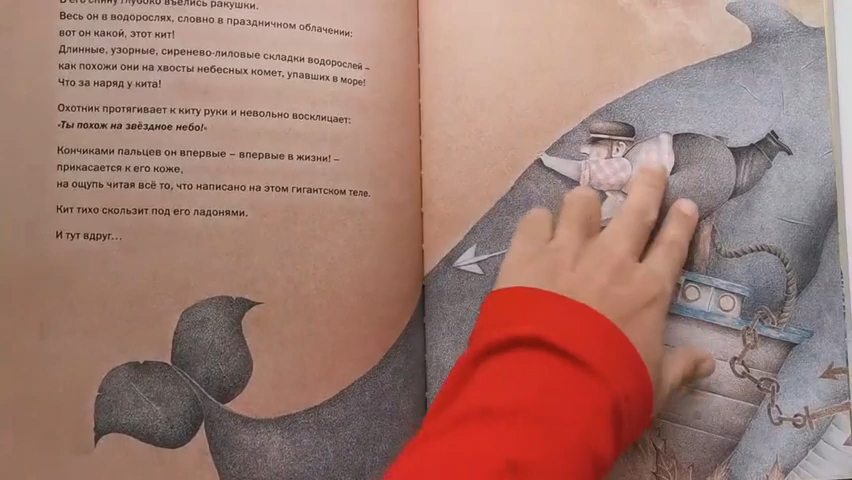 В его спину глубоко въелись ракушки.
Весь он в водорослях, словно в праздничном облачении:
вот он какой, этот кит!
Длинные, узорные, сиренево-лиловые складки водорослей –
как похожи они на хвосты небесных комет, упавших в море!
Что за наряд у кита!
Охотник протягивает к киту руки и невольно восклицает:
«Ты похож на звёздное небо!»
Кончиками пальцев он впервые – впервые в жизни! –
прикасается к его коже,
на ощупь читая всё то, что написано на этом гигантском теле.
Кит тихо скользит под его ладонями.
И тут вдруг...